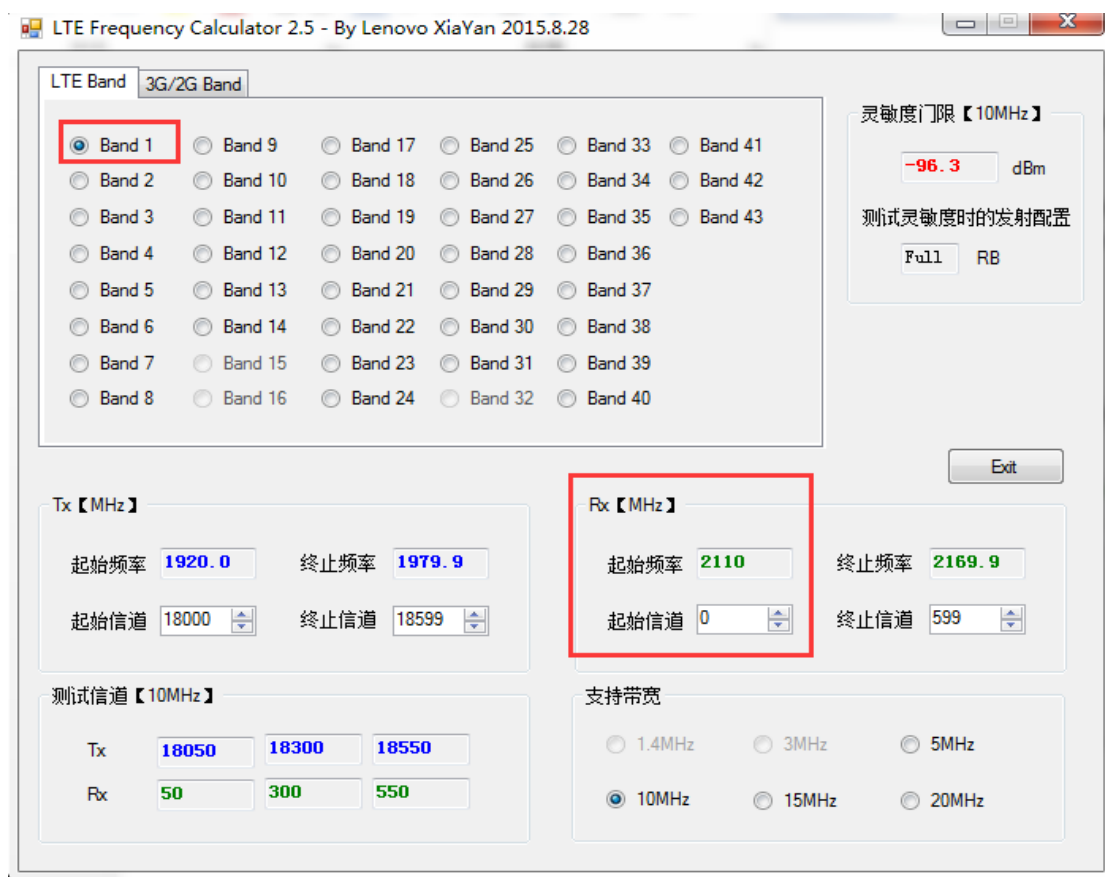 LTE Frequency Calculator 2.5 - By Lenovo XiaYan 2015.8.28
LTE Band 3G/2G Band
Band 1 Band 9 Band 17 Band 25 Band 33 Band 41
Band 2 Band 10 Band 18 Band 26 Band 34 Band 42
Band 3 Band 11 Band 19 Band 27 Band 35 Band 43
Band 4 Band 12 Band 20 Band 28 Band 36
Band 5 Band 13 Band 21 Band 29 Band 37
Band 6 Band 14 Band 22 Band 30 Band 38
Band 7 Band 15 Band 23 Band 31 Band 39
Band 8 Band 16 Band 24 Band 32 Band 40
灵敏度门限【10MHz】
-96.3 dBm
测试灵敏度时的发射配置
Full RB
Exit
Tx【MHz】
起始频率 1920.0 终止频率 1979.9
起始信道 18000 终止信道 18599
Rx【MHz】
起始频率 2110 终止频率 2169.9
起始信道 0 终止信道 599
测试信道【10MHz】
Tx 18050 18300 18550
Rx 50 300 550
支持带宽
1.4MHz 3MHz 5MHz
10MHz 15MHz 20MHz